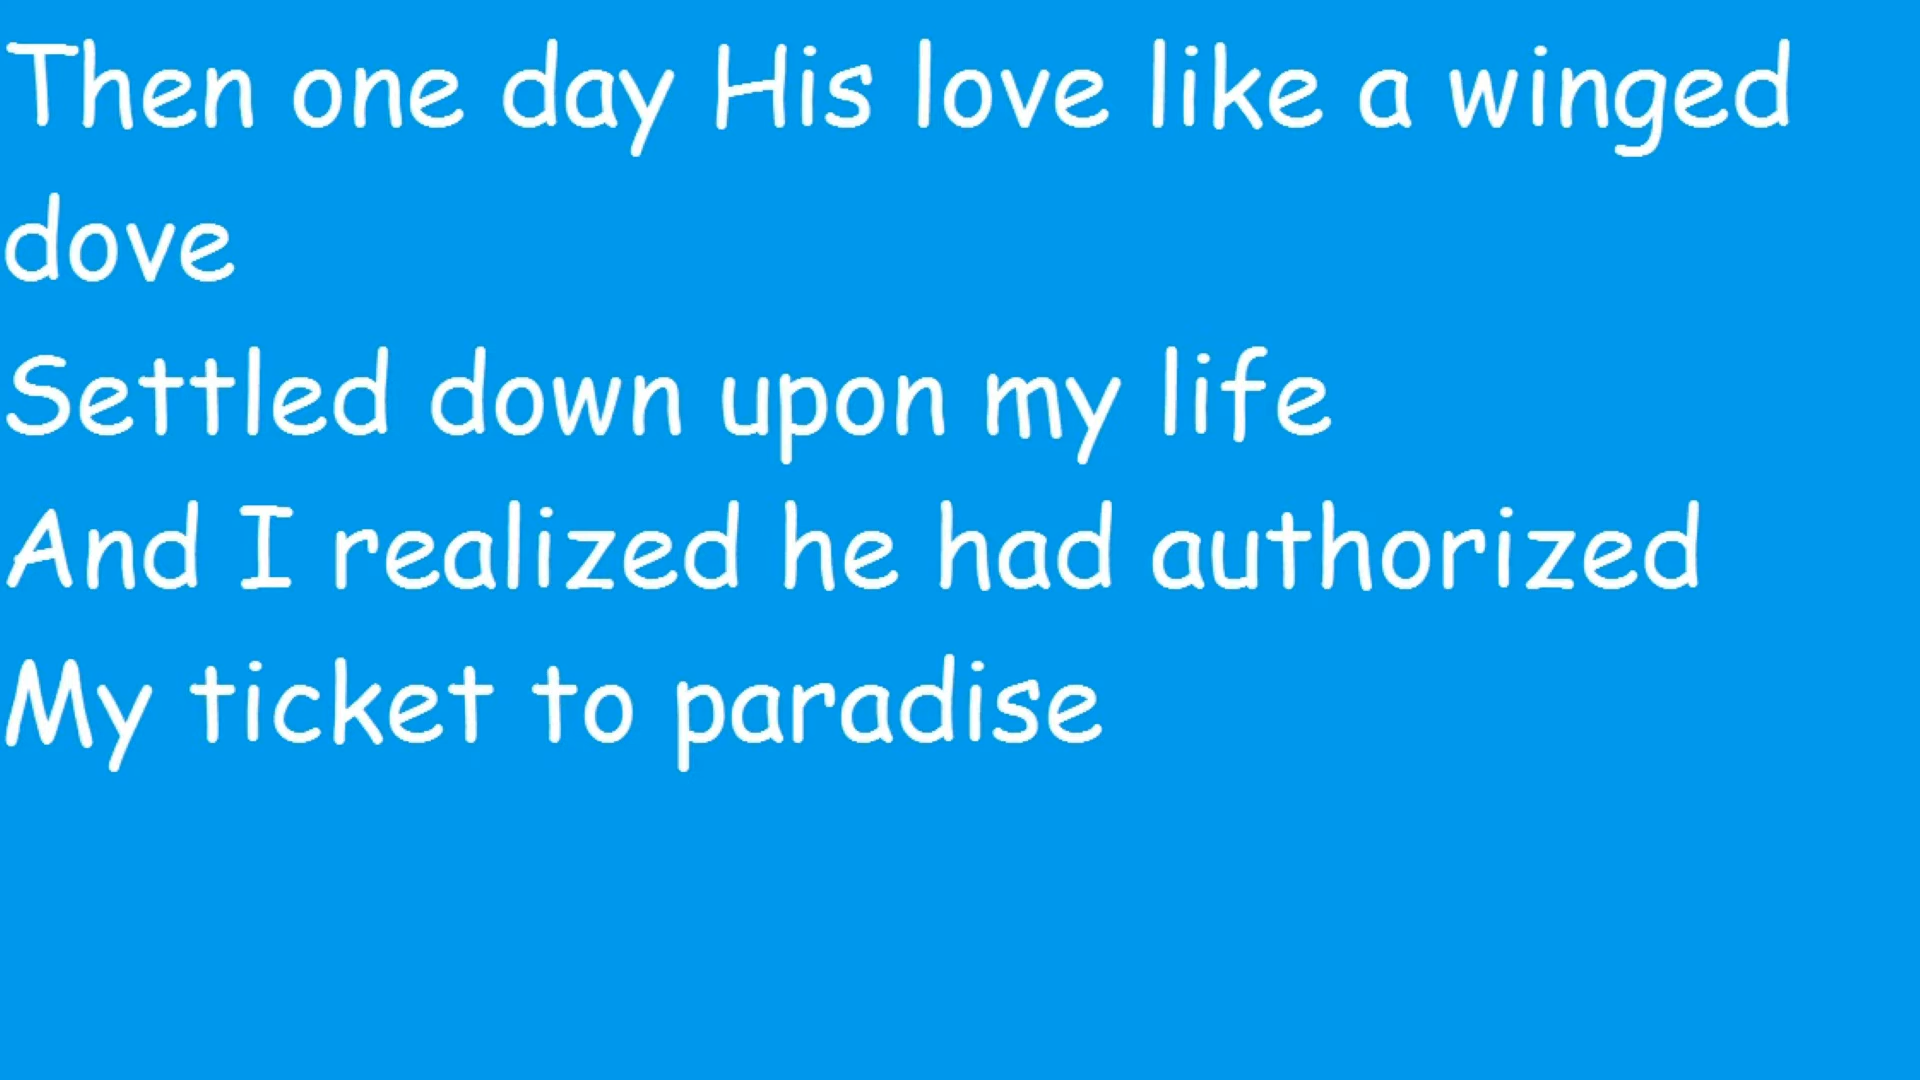 Then one day His love like a winged
dove
Settled down upon my life
And I realized he had authorized
My ticket to paradise